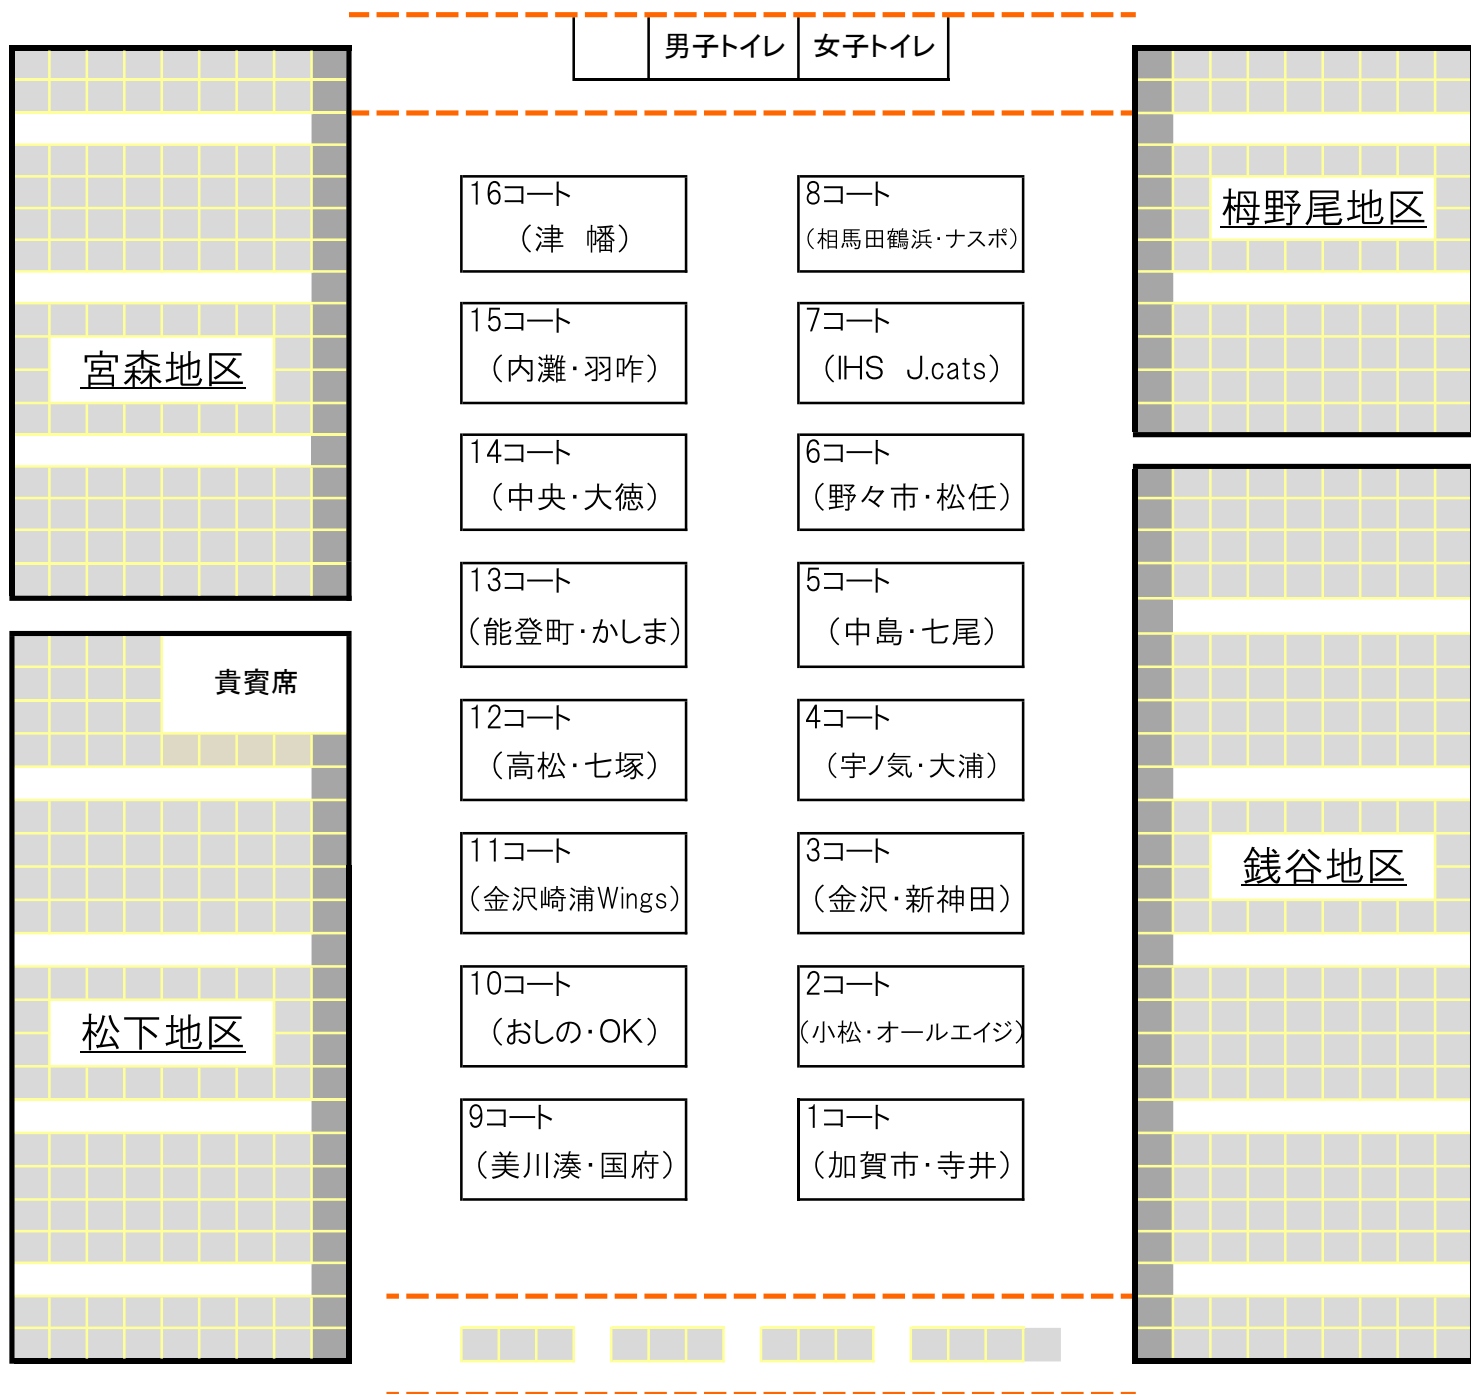 男子トイレ
女子トイレ
16コート
(津 幡)
8コート
(相馬田鶴浜・ナスポ)
栂野尾地区
15コート
(内灘・羽咋)
7コート
(IHS J.cats)
宮森地区
14コート
(中央・大徳)
6コート
(野々市・松任)
13コート
(能登町・かしま)
5コート
(中島・七尾)
貴賓席
12コート
(高松・七塚)
4コート
(宇ノ気・大浦)
11コート
(金沢崎浦Wings)
3コート
(金沢・新神田)
銭谷地区
10コート
(おしの・OK)
2コート
(小松・オールエイジ)
松下地区
9コート
(美川湊・国府)
1コート
(加賀市・寺井)